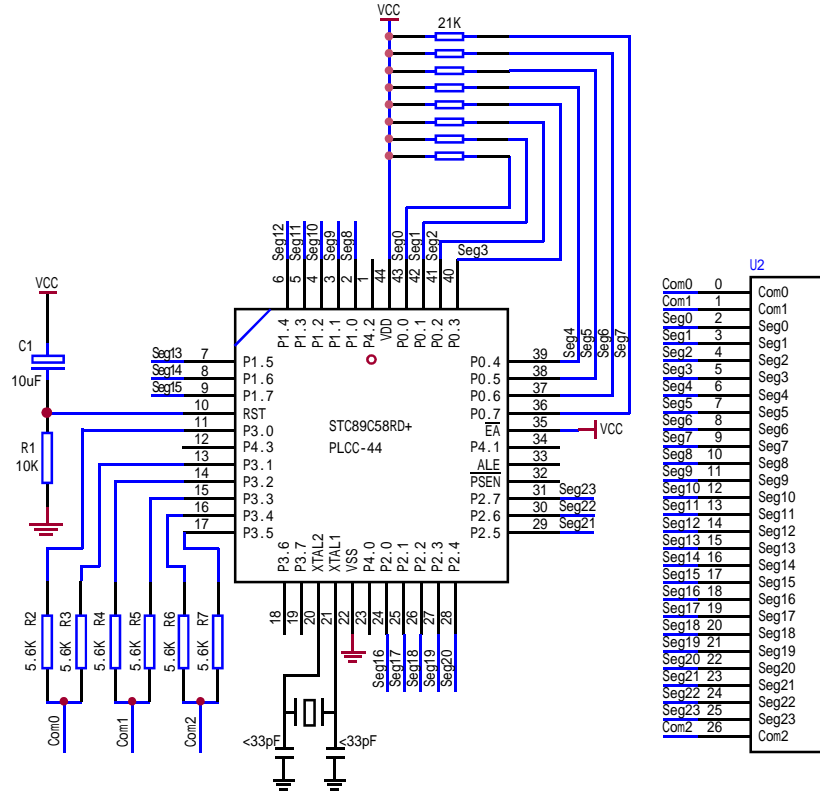 VCC
21K
Seg12
Seg11
Seg10
Seg9
Seg8
Seg0
Seg1
Seg2
Seg3
6
5
4
3
2
1
44
43
42
41
40
P1.4
P1.3
P1.2
P1.1
P1.0
P4.2
VDD
P0.0
P0.1
P0.2
P0.3
VCC
C1
10uF
R1
10K
Seg13 7 P1.5
Seg14 8 P1.6
Seg15 9 P1.7
10 RST
11 P3.0
12 P4.3
13 P3.1
14 P3.2
15 P3.3
16 P3.4
17 P3.5
STC89C58RD+
PLCC-44
Seg4
Seg5
Seg6
Seg7
P0.4 39
P0.5 38
P0.6 37
P0.7 36
EA 35 VCC
P4.1 34
ALE 33
PSEN 32
P2.7 31 Seg23
P2.6 30 Seg22
P2.5 29 Seg21
P3.6
P3.7
XTAL2
XTAL1
VSS
P4.0
P2.0
P2.1
P2.2
P2.3
P2.4
18
19
20
21
22
23
24
25
26
27
28
Seg16
Seg17
Seg18
Seg19
Seg20
5.6K R2
5.6K R3
5.6K R4
5.6K R5
5.6K R6
5.6K R7
Com0
Com1
Com2
<33pF
<33pF
U2
Com0 0 Com0
Com1 1 Com1
Seg0 2 Seg0
Seg1 3 Seg1
Seg2 4 Seg2
Seg3 5 Seg3
Seg4 6 Seg4
Seg5 7 Seg5
Seg6 8 Seg6
Seg7 9 Seg7
Seg8 10 Seg8
Seg9 11 Seg9
Seg10 12 Seg10
Seg11 13 Seg11
Seg12 14 Seg12
Seg13 15 Seg13
Seg14 16 Seg14
Seg15 17 Seg15
Seg16 18 Seg16
Seg17 19 Seg17
Seg18 20 Seg18
Seg19 21 Seg19
Seg20 22 Seg20
Seg21 23 Seg21
Seg22 24 Seg22
Seg23 25 Seg23
Com2 26 Com2